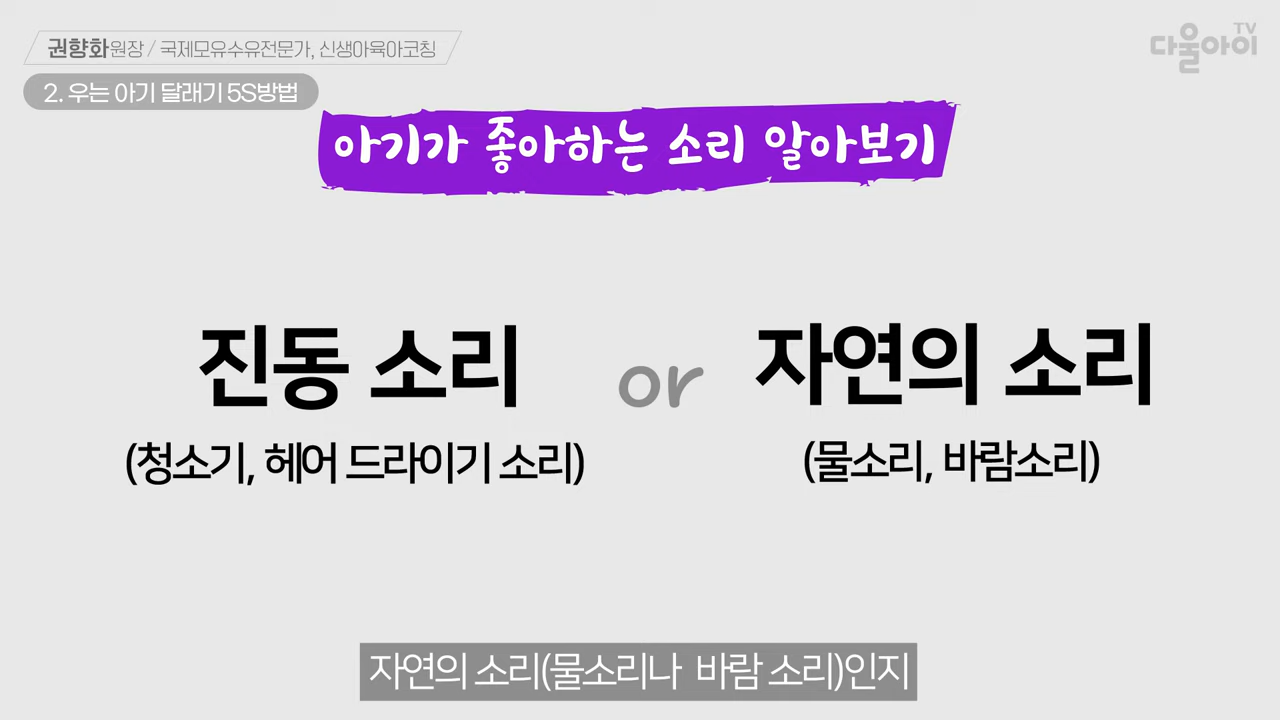 권향화원장 / 국제모유수유전문가, 신생아육아코칭
다울아이 TV
2. 우는 아기 달래기 5S방법
아기가 좋아하는 소리 알아보기
진동 소리 or 자연의 소리
(청소기, 헤어 드라이기 소리) (물소리, 바람소리)
자연의 소리(물소리나 바람 소리)인지